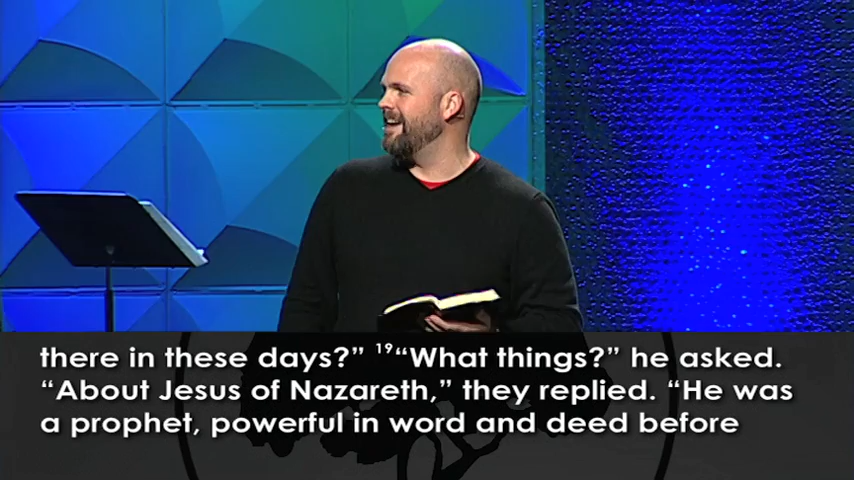 there in these days?” ¹⁹“What things?” he asked.
“About Jesus of Nazareth,” they replied. “He was
a prophet, powerful in word and deed before